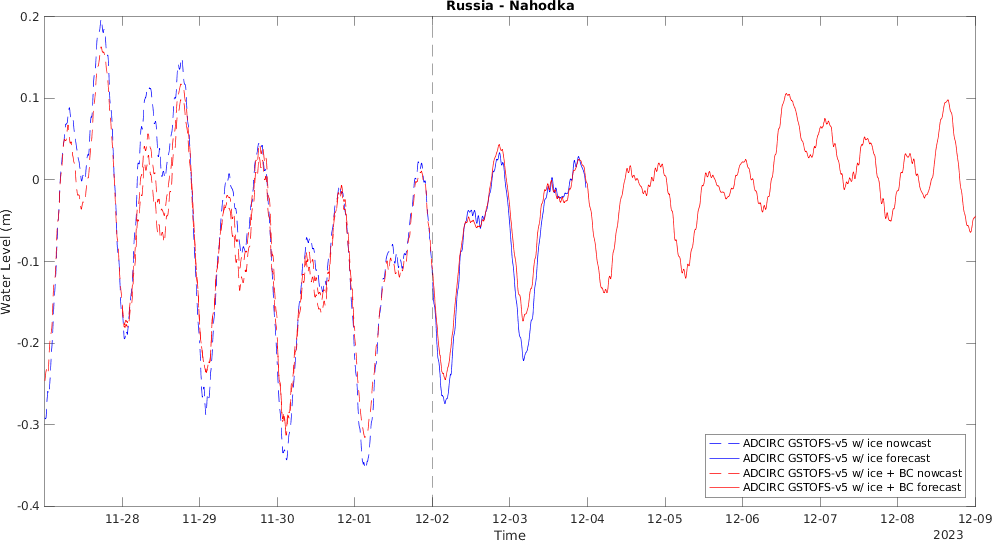 Russia - Nahodka
Water Level (m)
0.2
0.1
0
-0.1
-0.2
-0.3
-0.4
11-28
11-29
11-30
12-01
12-02
12-03
12-04
12-05
12-06
12-07
12-08
12-09
Time
2023
ADCIRC GSTOFS-v5 w/ ice nowcast
ADCIRC GSTOFS-v5 w/ ice forecast
ADCIRC GSTOFS-v5 w/ ice + BC nowcast
ADCIRC GSTOFS-v5 w/ ice + BC forecast